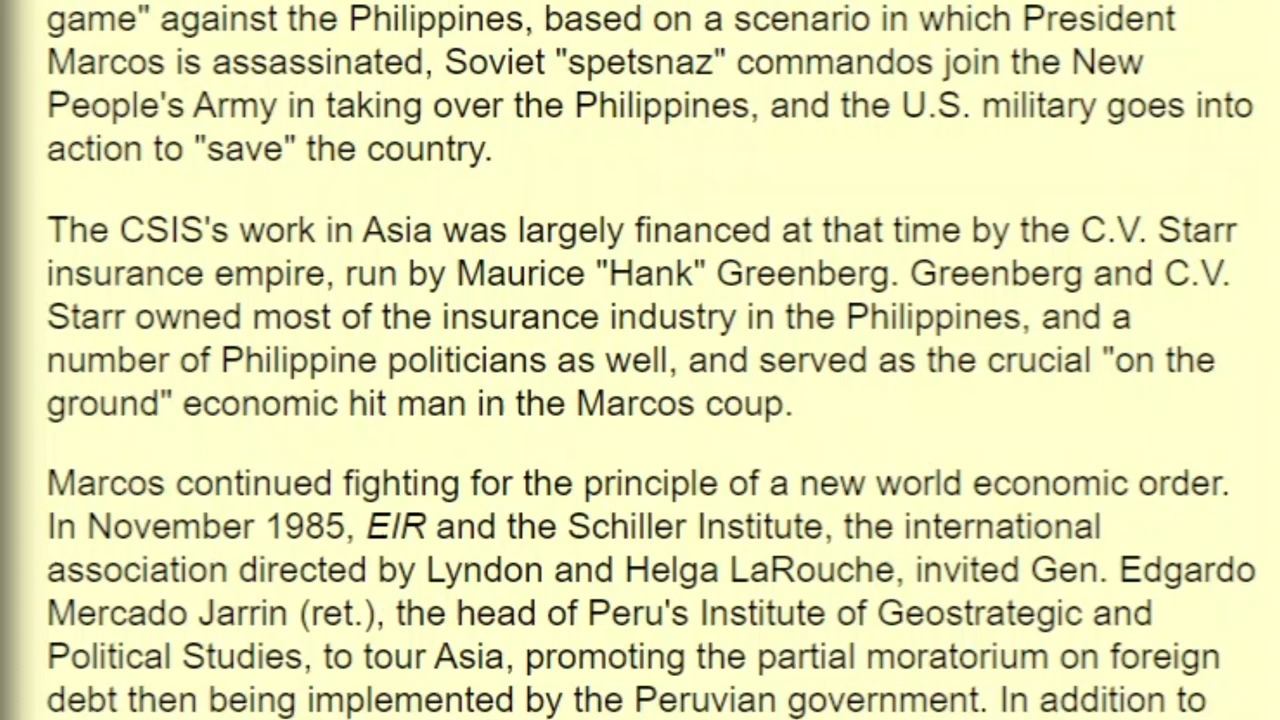 game" against the Philippines, based on a scenario in which President
Marcos is assassinated, Soviet "spetsnaz" commandos join the New
People's Army in taking over the Philippines, and the U.S. military goes into
action to "save" the country.
The CSIS's work in Asia was largely financed at that time by the C.V. Starr
insurance empire, run by Maurice "Hank" Greenberg. Greenberg and C.V.
Starr owned most of the insurance industry in the Philippines, and a
number of Philippine politicians as well, and served as the crucial "on the
ground" economic hit man in the Marcos coup.
Marcos continued fighting for the principle of a new world economic order.
In November 1985, EIR and the Schiller Institute, the international
association directed by Lyndon and Helga LaRouche, invited Gen. Edgardo
Mercado Jarrin (ret.), the head of Peru's Institute of Geostrategic and
Political Studies, to tour Asia, promoting the partial moratorium on foreign
debt then being implemented by the Peruvian government. In addition to